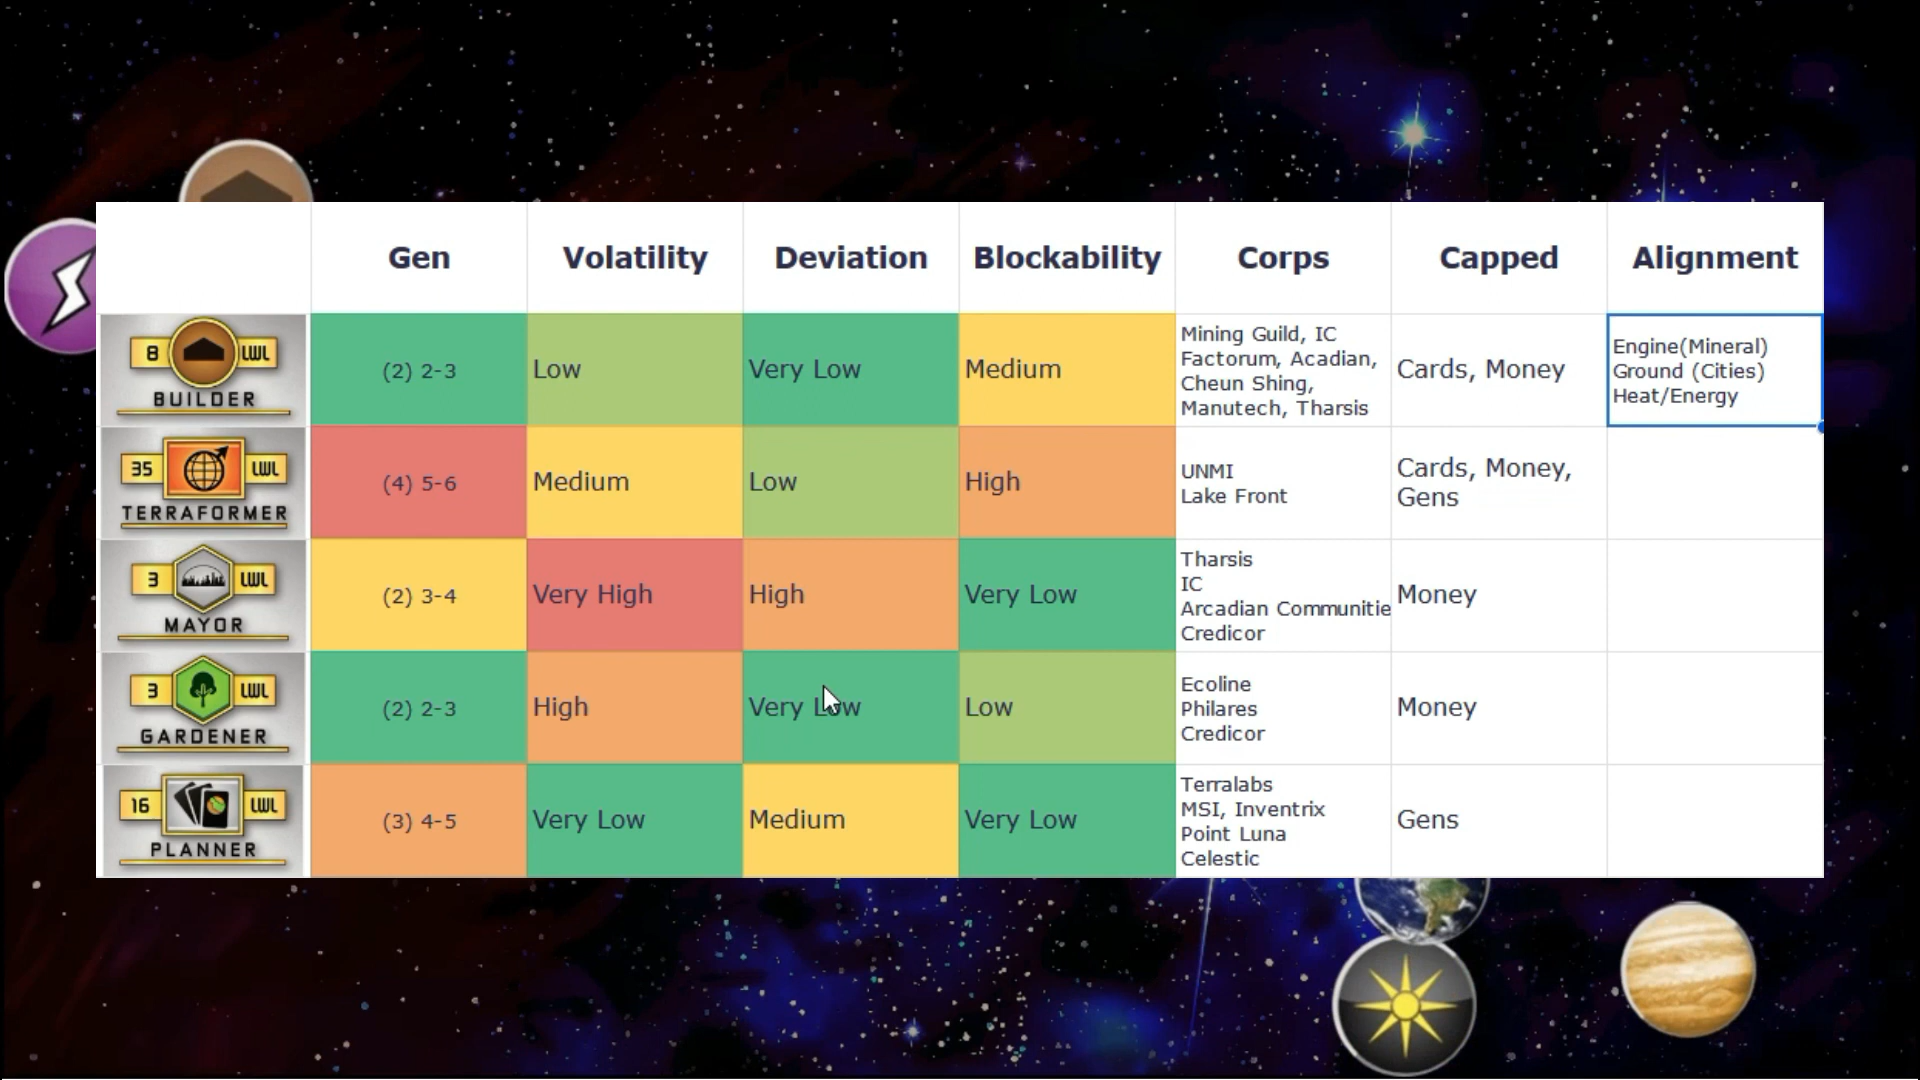 Gen Volatility Deviation Blockability Corps Capped Alignment
8 LWL
BUILDER
(2) 2-3
Low
Very Low
Medium
Mining Guild, IC
Factorum, Acadian,
Cheun Shing,
Manutech, Tharsis
Cards, Money
Engine(Mineral)
Ground (Cities)
Heat/Energy
35 LWL
TERRAFORMER
(4) 5-6
Medium
Low
High
UNMI
Lake Front
Cards, Money,
Gens
3 LWL
MAYOR
(2) 3-4
Very High
High
Very Low
Tharsis
IC
Arcadian Communitie
Credicor
Money
3 LWL
GARDENER
(2) 2-3
High
Very Low
Low
Ecoline
Philares
Credicor
Money
16 LWL
PLANNER
(3) 4-5
Very Low
Medium
Very Low
Terralabs
MSI, Inventrix
Point Luna
Celestic
Gens